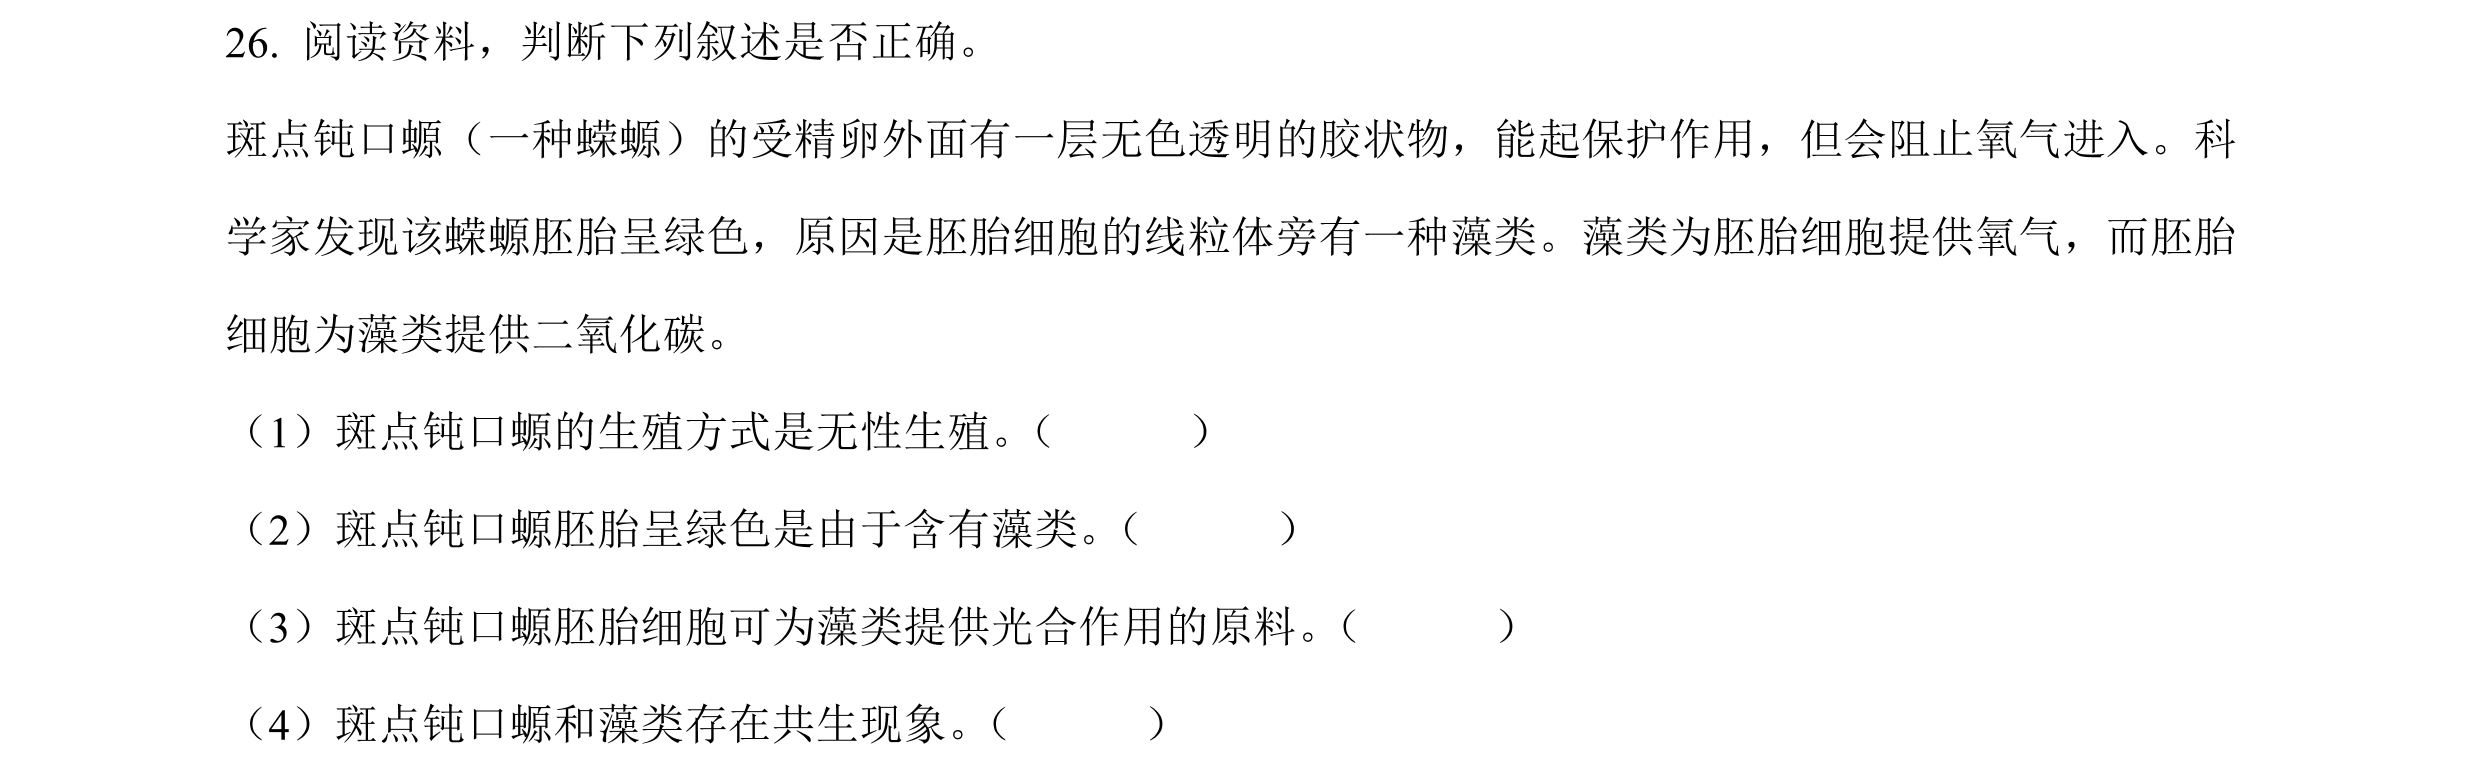 26. 阅读资料，判断下列叙述是否正确。
斑点钝口螈（一种蝾螈）的受精卵外面有一层无色透明的胶状物，能起保护作用，但会阻止氧气进入。科
学家发现该蝾螈胚胎呈绿色，原因是胚胎细胞的线粒体旁有一种藻类。藻类为胚胎细胞提供氧气，而胚胎
细胞为藻类提供二氧化碳。
（1）斑点钝口螈的生殖方式是无性生殖。（　　　）
（2）斑点钝口螈胚胎呈绿色是由于含有藻类。（　　　）
（3）斑点钝口螈胚胎细胞可为藻类提供光合作用的原料。（　　　）
（4）斑点钝口螈和藻类存在共生现象。（　　　）